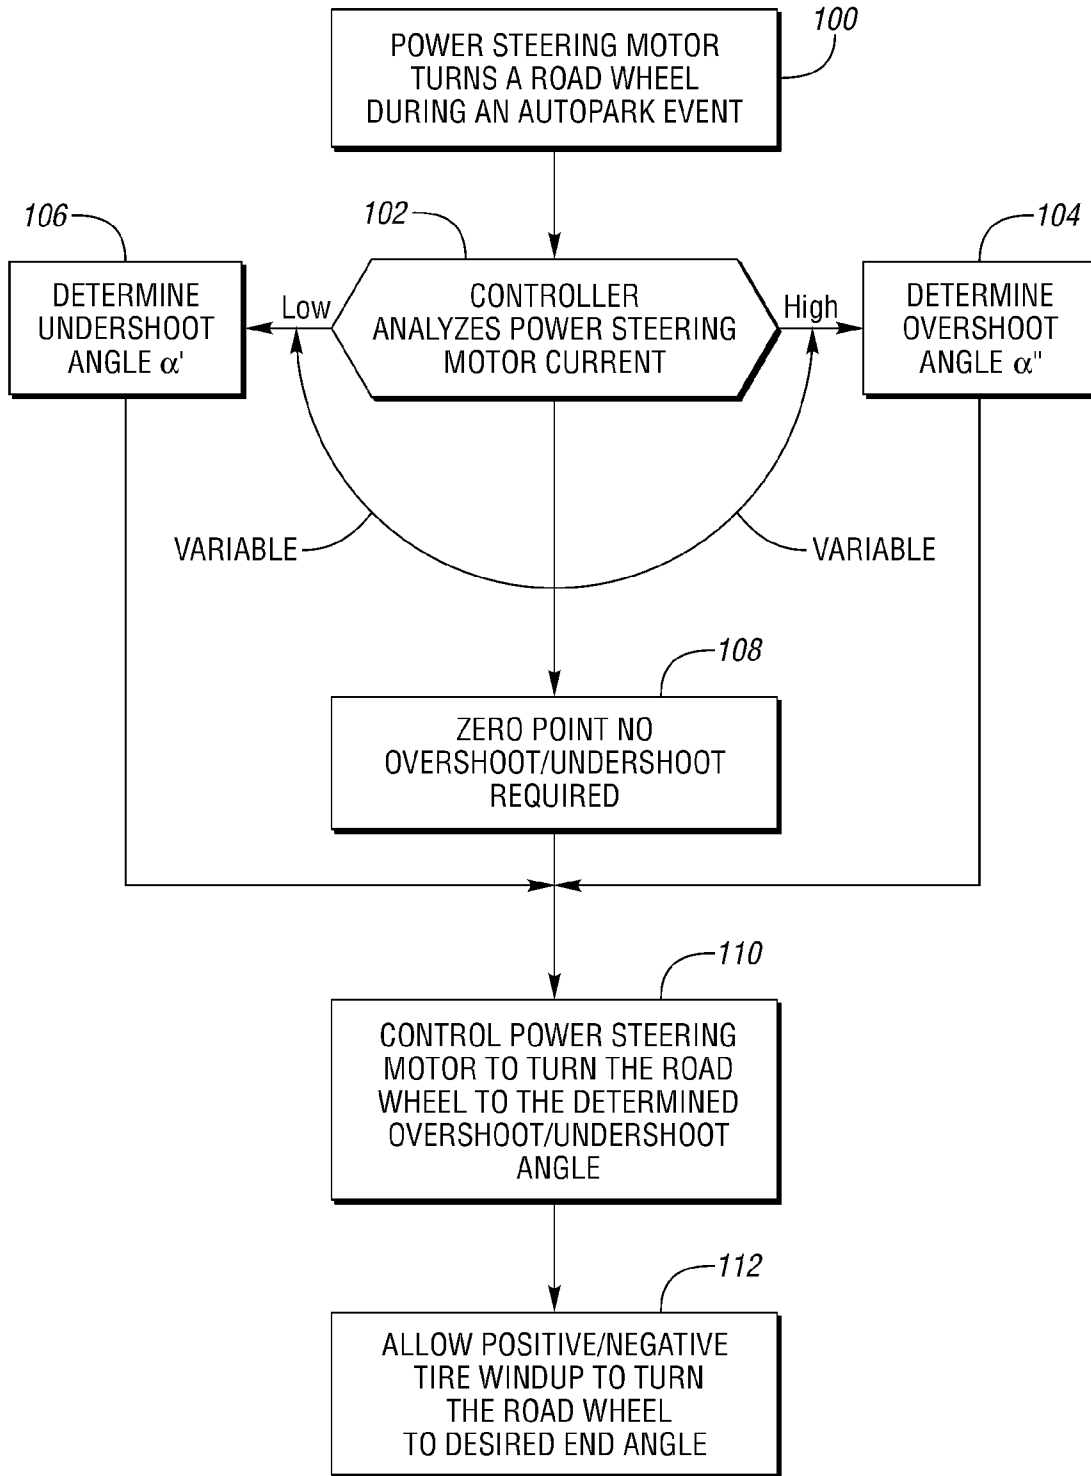 100
POWER STEERING MOTOR
TURNS A ROAD WHEEL
DURING AN AUTOPARK EVENT
106
102
104
DETERMINE
UNDERSHOOT
ANGLE α'
Low
CONTROLLER
ANALYZES POWER STEERING
MOTOR CURRENT
High
DETERMINE
OVERSHOOT
ANGLE α"
VARIABLE
VARIABLE
108
ZERO POINT NO
OVERSHOOT/UNDERSHOOT
REQUIRED
110
CONTROL POWER STEERING
MOTOR TO TURN THE ROAD
WHEEL TO THE DETERMINED
OVERSHOOT/UNDERSHOOT
ANGLE
112
ALLOW POSITIVE/NEGATIVE
TIRE WINDUP TO TURN
THE ROAD WHEEL
TO DESIRED END ANGLE